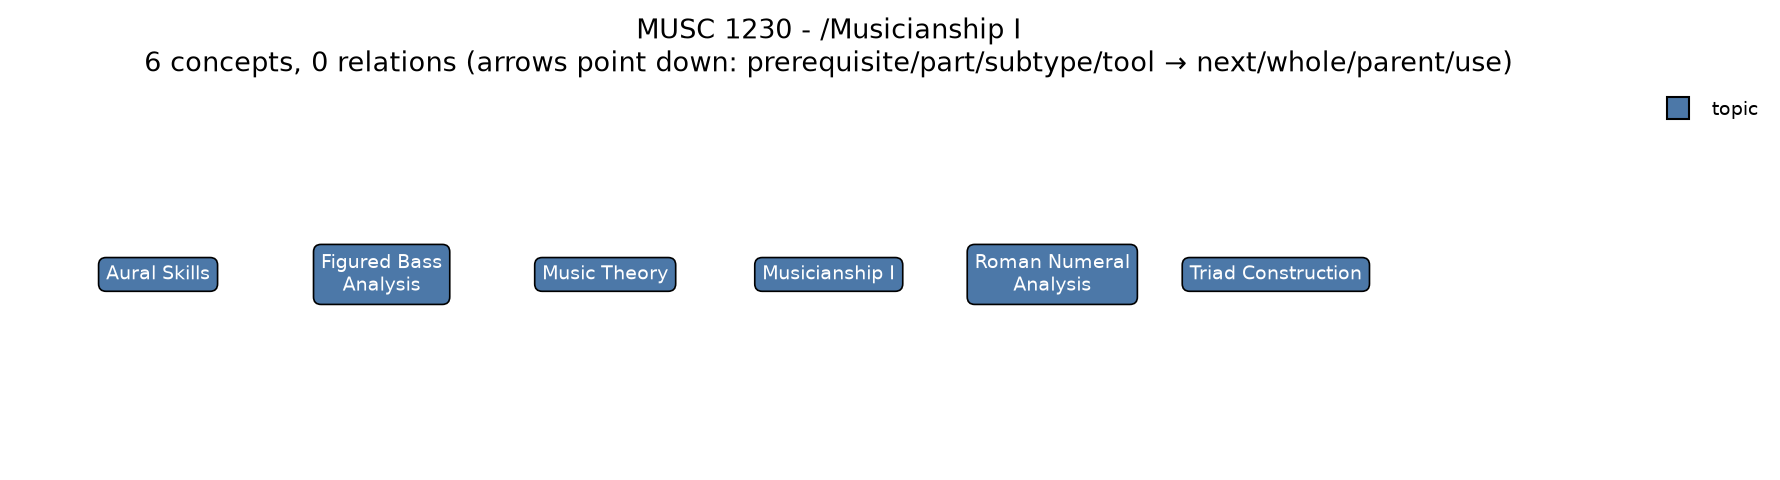 MUSC 1230 - /Musicianship I
6 concepts, 0 relations (arrows point down: prerequisite/part/subtype/tool → next/whole/parent/use)
topic
Aural Skills
Figured Bass
Analysis
Music Theory
Musicianship I
Roman Numeral
Analysis
Triad Construction